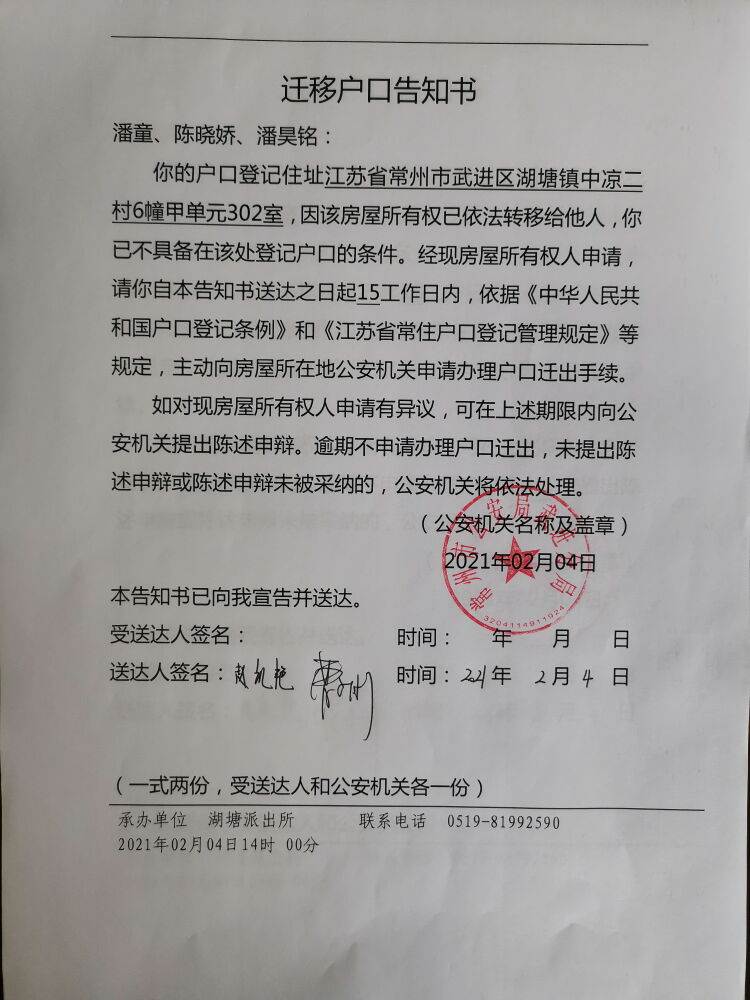 迁移户口告知书
潘童、陈晓娇、潘昊铭：
你的户口登记住址江苏省常州市武进区湖塘镇中凉二
村6幢甲单元302室，因该房屋所有权已依法转移给他人，你
已不具备在该处登记户口的条件。经现房屋所有权人申请，
请你自本告知书送达之日起15工作日内，依据《中华人民共
和国户口登记条例》和《江苏省常住户口登记管理规定》等
规定，主动向房屋所在地公安机关申请办理户口迁出手续。
如对现房屋所有权人申请有异议，可在上述期限内向公
安机关提出陈述申辩。逾期不申请办理户口迁出，未提出陈
述申辩或陈述申辩未被采纳的，公安机关将依法处理。
（公安机关名称及盖章）
常州市公安局武进分局
2021年02月04日
3204114911924
本告知书已向我宣告并送达。
受送达人签名： 时间： 年 月 日
送达人签名： 时间：2021年 2月 4 日
（一式两份，受送达人和公安机关各一份）
承办单位 湖塘派出所 联系电话 0519-81992590
2021年02月04日14时 00分